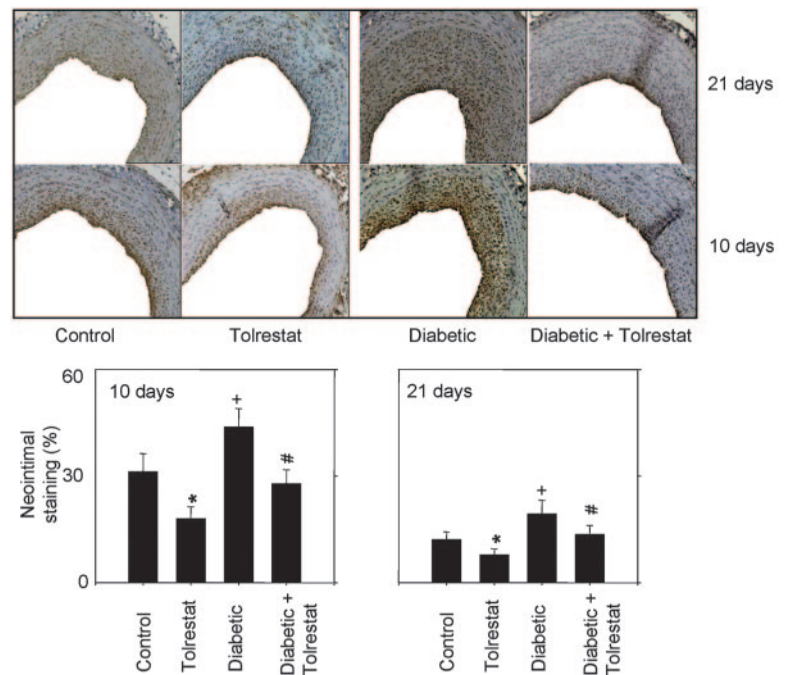 21 days
10 days
Control Tolrestat Diabetic Diabetic + Tolrestat
Neointimal
staining (%)
60
30
0
10 days
*
+
#
Control
Tolrestat
Diabetic
Diabetic +
Tolrestat
21 days
*
+
#
Control
Tolrestat
Diabetic
Diabetic +
Tolrestat